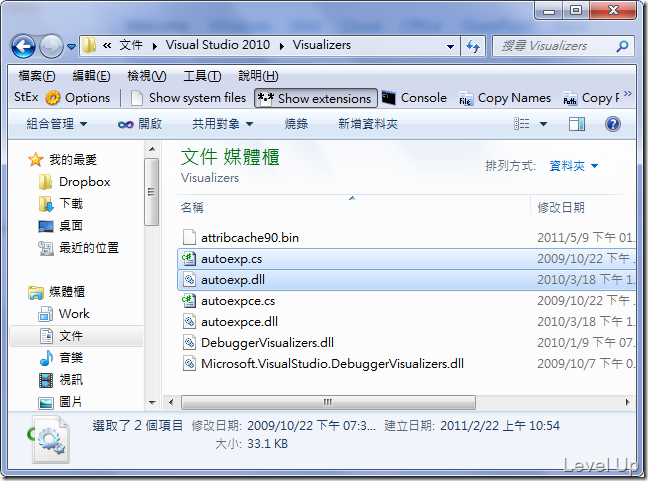 文件 Visual Studio 2010 Visualizers
搜尋 Visualizers
檔案(F) 編輯(E) 檢視(V) 工具(T) 說明(H)
StEx Options Show system files Show extensions Console Copy Names Copy
組合管理 開啟 共用對象 燒錄 新增資料夾
我的最愛
Dropbox
下載
桌面
最近的位置
媒體櫃
Work
文件
音樂
視訊
圖片
文件 媒體櫃
Visualizers
排列方式: 資料夾
名稱 修改日期
attribcache90.bin 2011/5/9 下午 01...
autoexp.cs 2009/10/22 下午 ...
autoexp.dll 2010/3/18 下午 1...
autoexpce.cs 2009/10/22 下午 ...
autoexpce.dll 2010/3/18 下午 1...
DebuggerVisualizers.dll 2010/1/9 下午 07...
Microsoft.VisualStudio.DebuggerVisualizers.dll 2009/10/7 下午 0...
選取了 2 個項目 修改日期: 2009/10/22 下午 07:3... 建立日期: 2011/2/22 上午 10:54
大小: 33.1 KB
Level Up